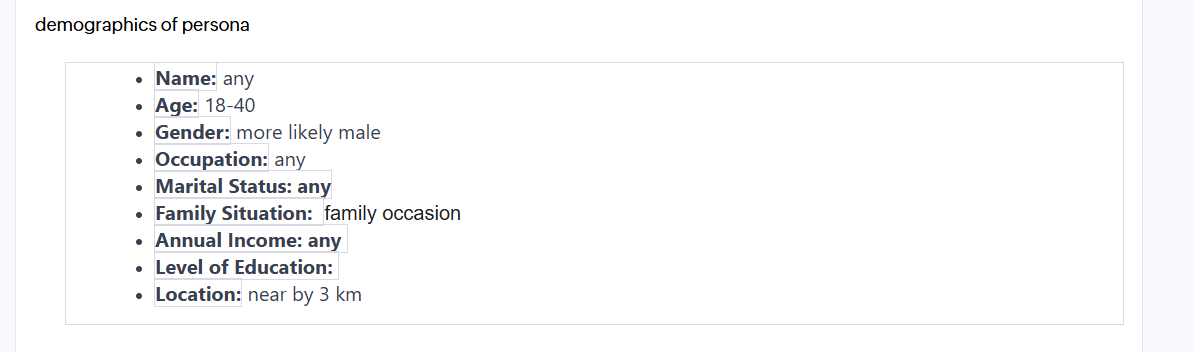 demographics of persona
• Name: any
• Age: 18-40
• Gender: more likely male
• Occupation: any
• Marital Status: any
• Family Situation: family occasion
• Annual Income: any
• Level of Education:
• Location: near by 3 km